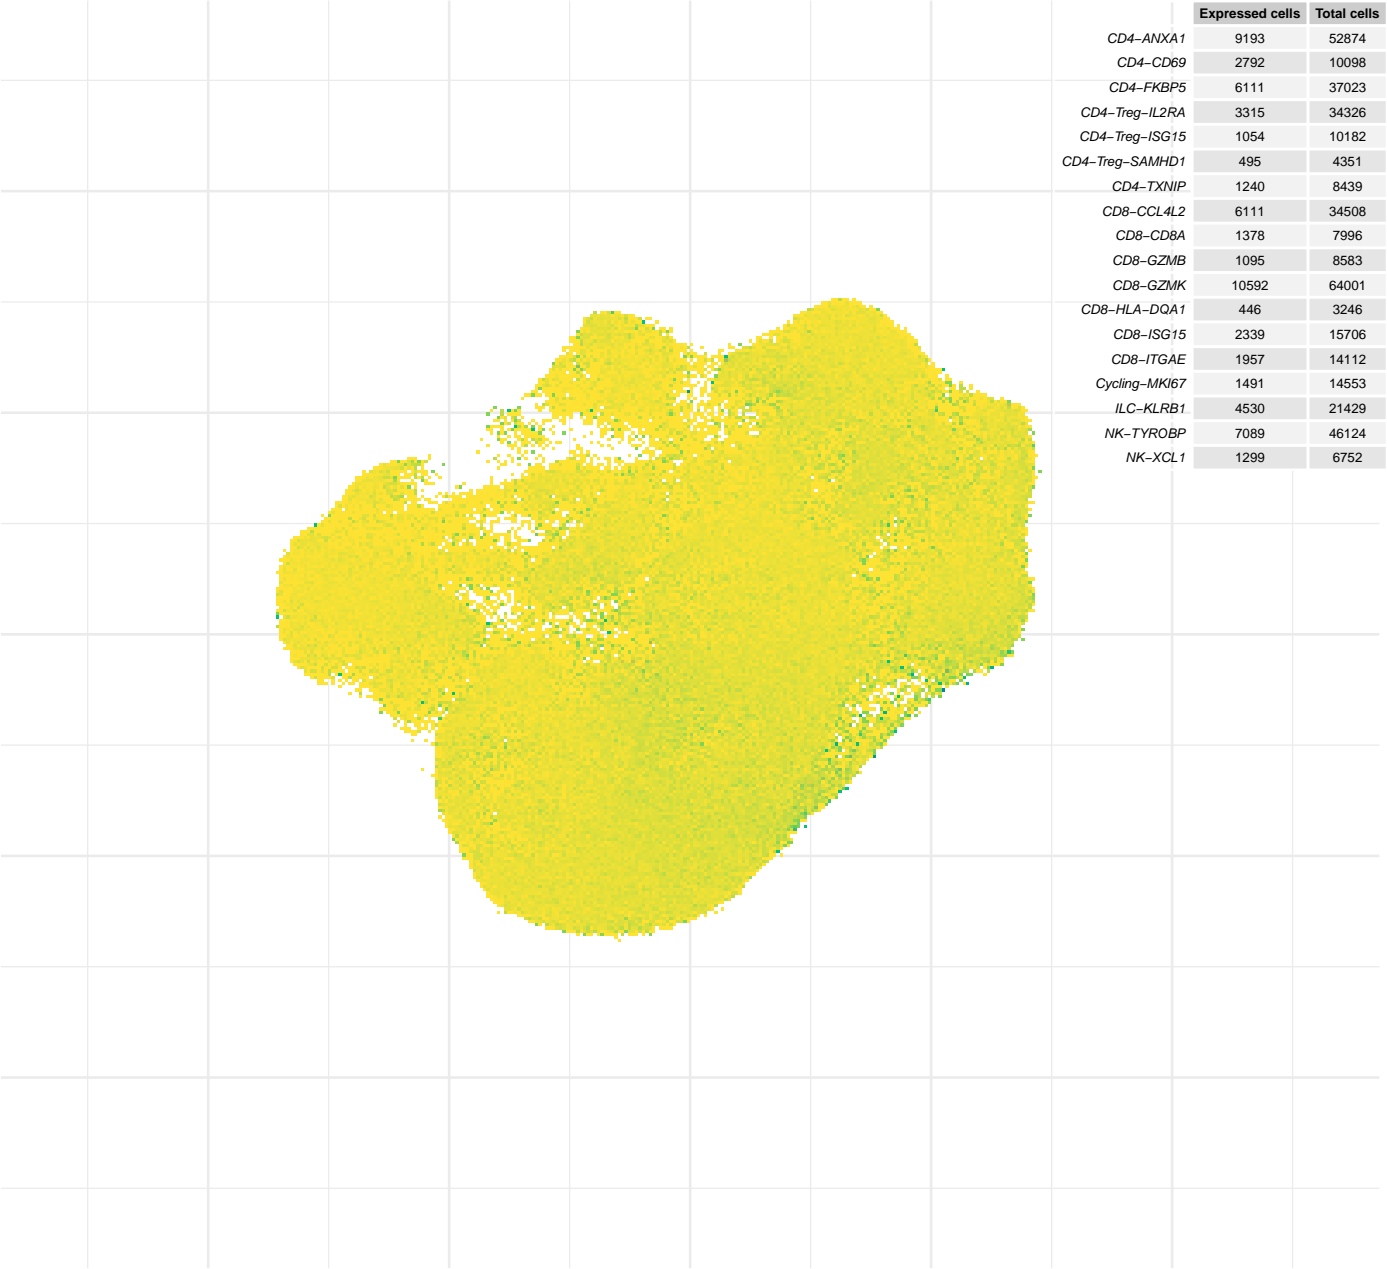 Expressed cells Total cells
CD4−ANXA1 9193 52874
CD4−CD69 2792 10098
CD4−FKBP5 6111 37023
CD4−Treg−IL2RA 3315 34326
CD4−Treg−ISG15 1054 10182
CD4−Treg−SAMHD1 495 4351
CD4−TXNIP 1240 8439
CD8−CCL4L2 6111 34508
CD8−CD8A 1378 7996
CD8−GZMB 1095 8583
CD8−GZMK 10592 64001
CD8−HLA−DQA1 446 3246
CD8−ISG15 2339 15706
CD8−ITGAE 1957 14112
Cycling−MKI67 1491 14553
ILC−KLRB1 4530 21429
NK−TYROBP 7089 46124
NK−XCL1 1299 6752